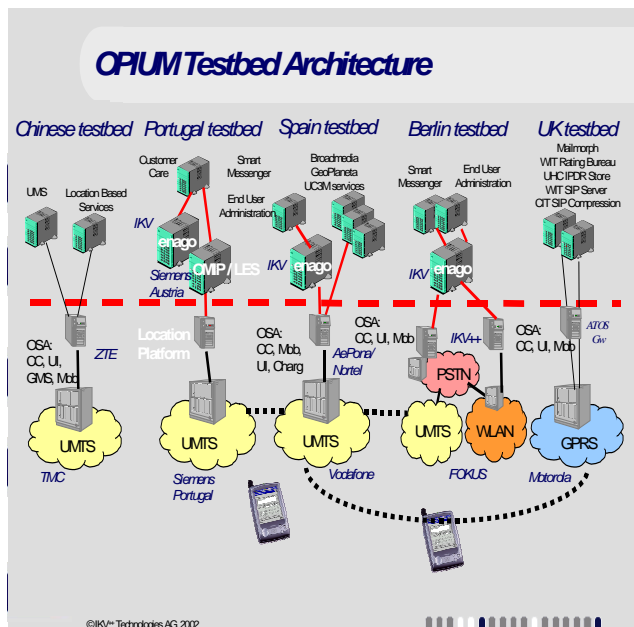 OPIUM Testbed Architecture
Chinese testbed
Portugal testbed
Spain testbed
Berlin testbed
UK testbed
UMS
Location Based
Services
Customer
Care
Smart
Messenger
End User
Administration
Broadmedia
GeoPlaneta
UC3M services
Smart
Messenger
End User
Administration
Mailmorph
WIT Rating Bureau
UHC IPDR Store
WIT SIP Server
CIT SIP Compression
IKV
enago
OMIP / LES
Siemens
Austria
IKV
enago
IKV
enago
OSA:
CC, UI,
GMS, Mob
ZTE
Location
Platform
OSA:
CC, Mob,
UI, Charg
AePona/
Nortel
OSA:
CC, UI, Mob
IKV++
OSA:
CC, UI, Mob
ATOS
Gw
PSTN
UMTS
UMTS
UMTS
UMTS
WLAN
GPRS
TMC
Siemens
Portugal
Vodafone
FOKUS
Motorola
© IKV++ Technologies AG 2002